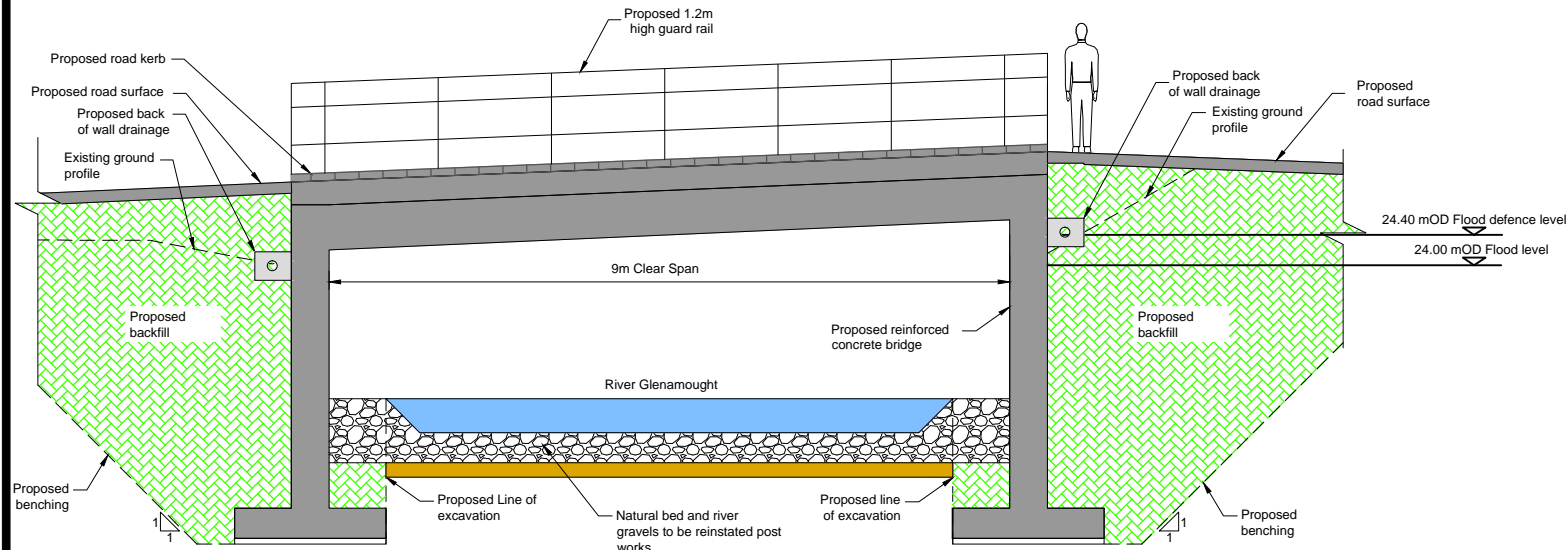 Proposed 1.2m
high guard rail
Proposed road kerb
Proposed road surface
Proposed back
of wall drainage
Existing ground
profile
Proposed back
of wall drainage
Existing ground
profile
Proposed
road surface
24.40 mOD Flood defence level
24.00 mOD Flood level
9m Clear Span
Proposed
backfill
Proposed reinforced
concrete bridge
Proposed
backfill
River Glenamought
Proposed
benching
1
1
Proposed Line of
excavation
Natural bed and river
gravels to be reinstated post
works
Proposed line
of excavation
1
1
Proposed
benching